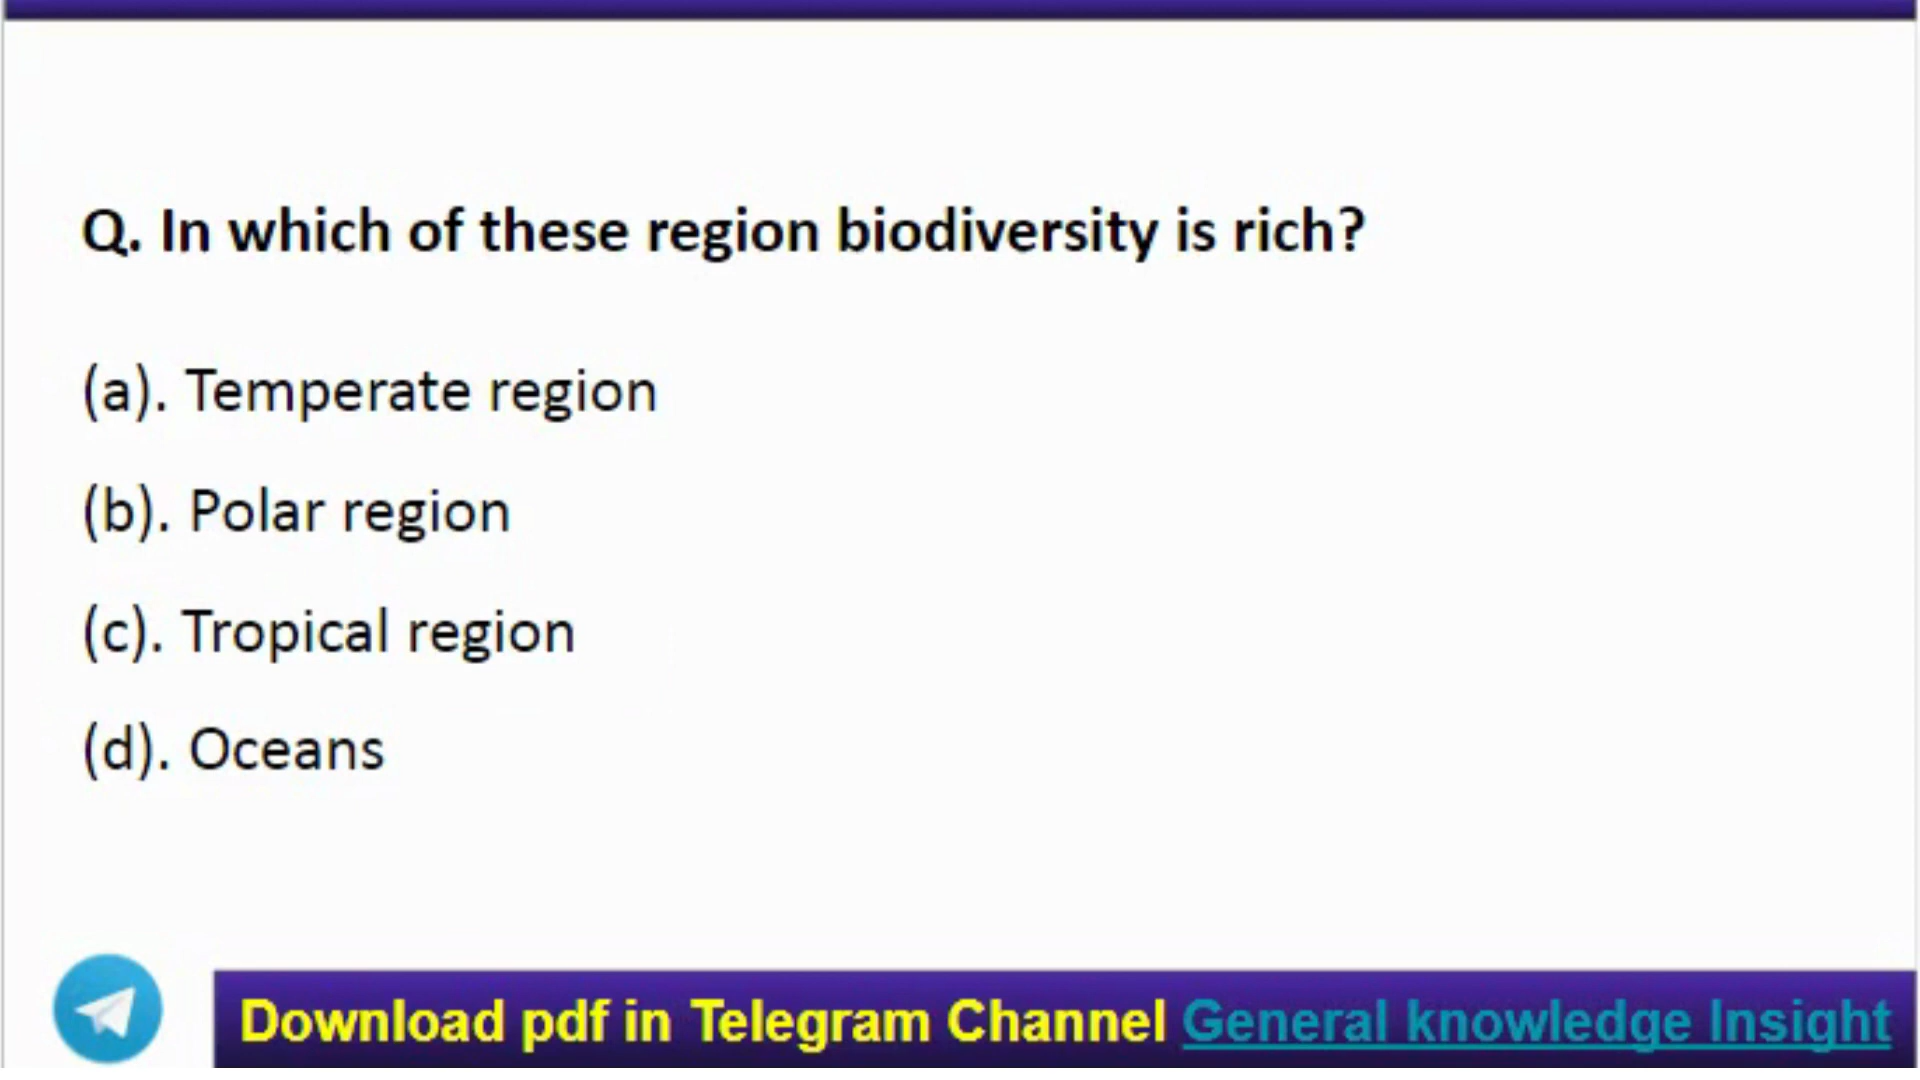 Q. In which of these region biodiversity is rich?
(a). Temperate region
(b). Polar region
(c). Tropical region
(d). Oceans
Download pdf in Telegram Channel General knowledge Insight